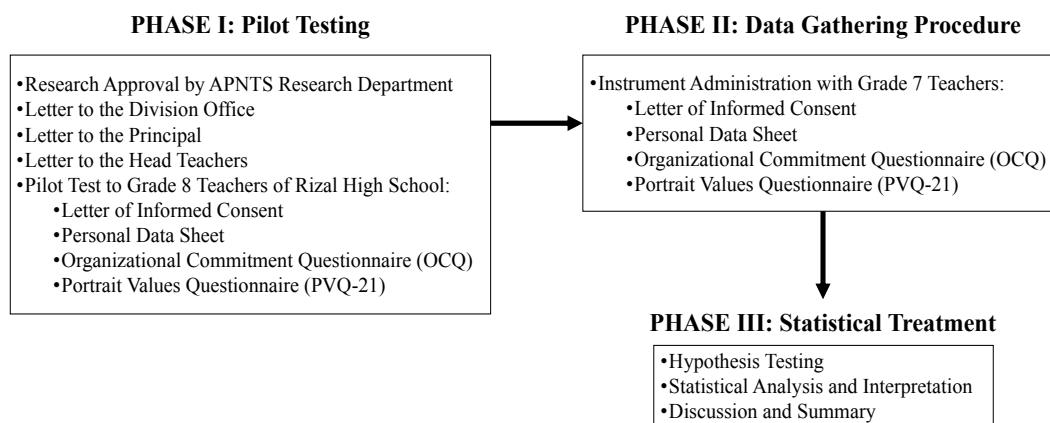 PHASE I: Pilot Testing
•Research Approval by APNTS Research Department
•Letter to the Division Office
•Letter to the Principal
•Letter to the Head Teachers
•Pilot Test to Grade 8 Teachers of Rizal High School:
•Letter of Informed Consent
•Personal Data Sheet
•Organizational Commitment Questionnaire (OCQ)
•Portrait Values Questionnaire (PVQ-21)
PHASE II: Data Gathering Procedure
•Instrument Administration with Grade 7 Teachers:
•Letter of Informed Consent
•Personal Data Sheet
•Organizational Commitment Questionnaire (OCQ)
•Portrait Values Questionnaire (PVQ-21)
PHASE III: Statistical Treatment
•Hypothesis Testing
•Statistical Analysis and Interpretation
•Discussion and Summary